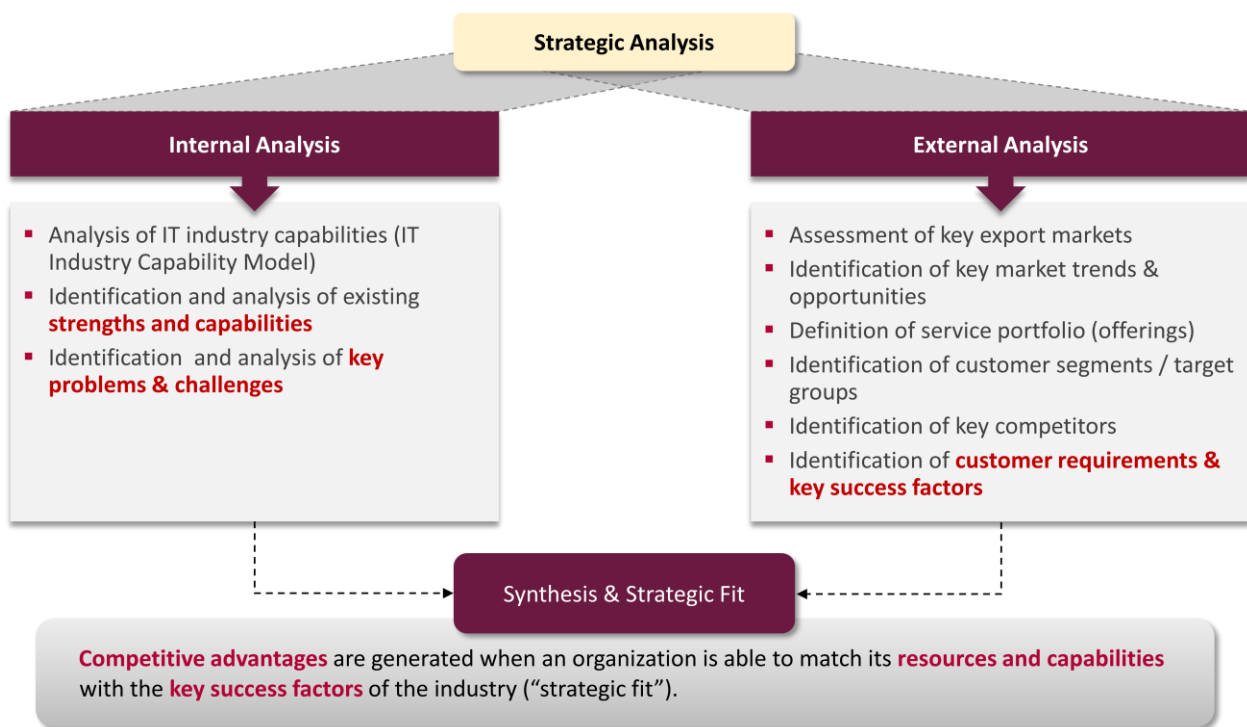 Strategic Analysis
Internal Analysis
▪ Analysis of IT industry capabilities (IT
Industry Capability Model)
▪ Identification and analysis of existing
strengths and capabilities
▪ Identification and analysis of key
problems & challenges
External Analysis
▪ Assessment of key export markets
▪ Identification of key market trends &
opportunities
▪ Definition of service portfolio (offerings)
▪ Identification of customer segments / target
groups
▪ Identification of key competitors
▪ Identification of customer requirements &
key success factors
Synthesis & Strategic Fit
Competitive advantages are generated when an organization is able to match its resources and capabilities
with the key success factors of the industry (“strategic fit”).